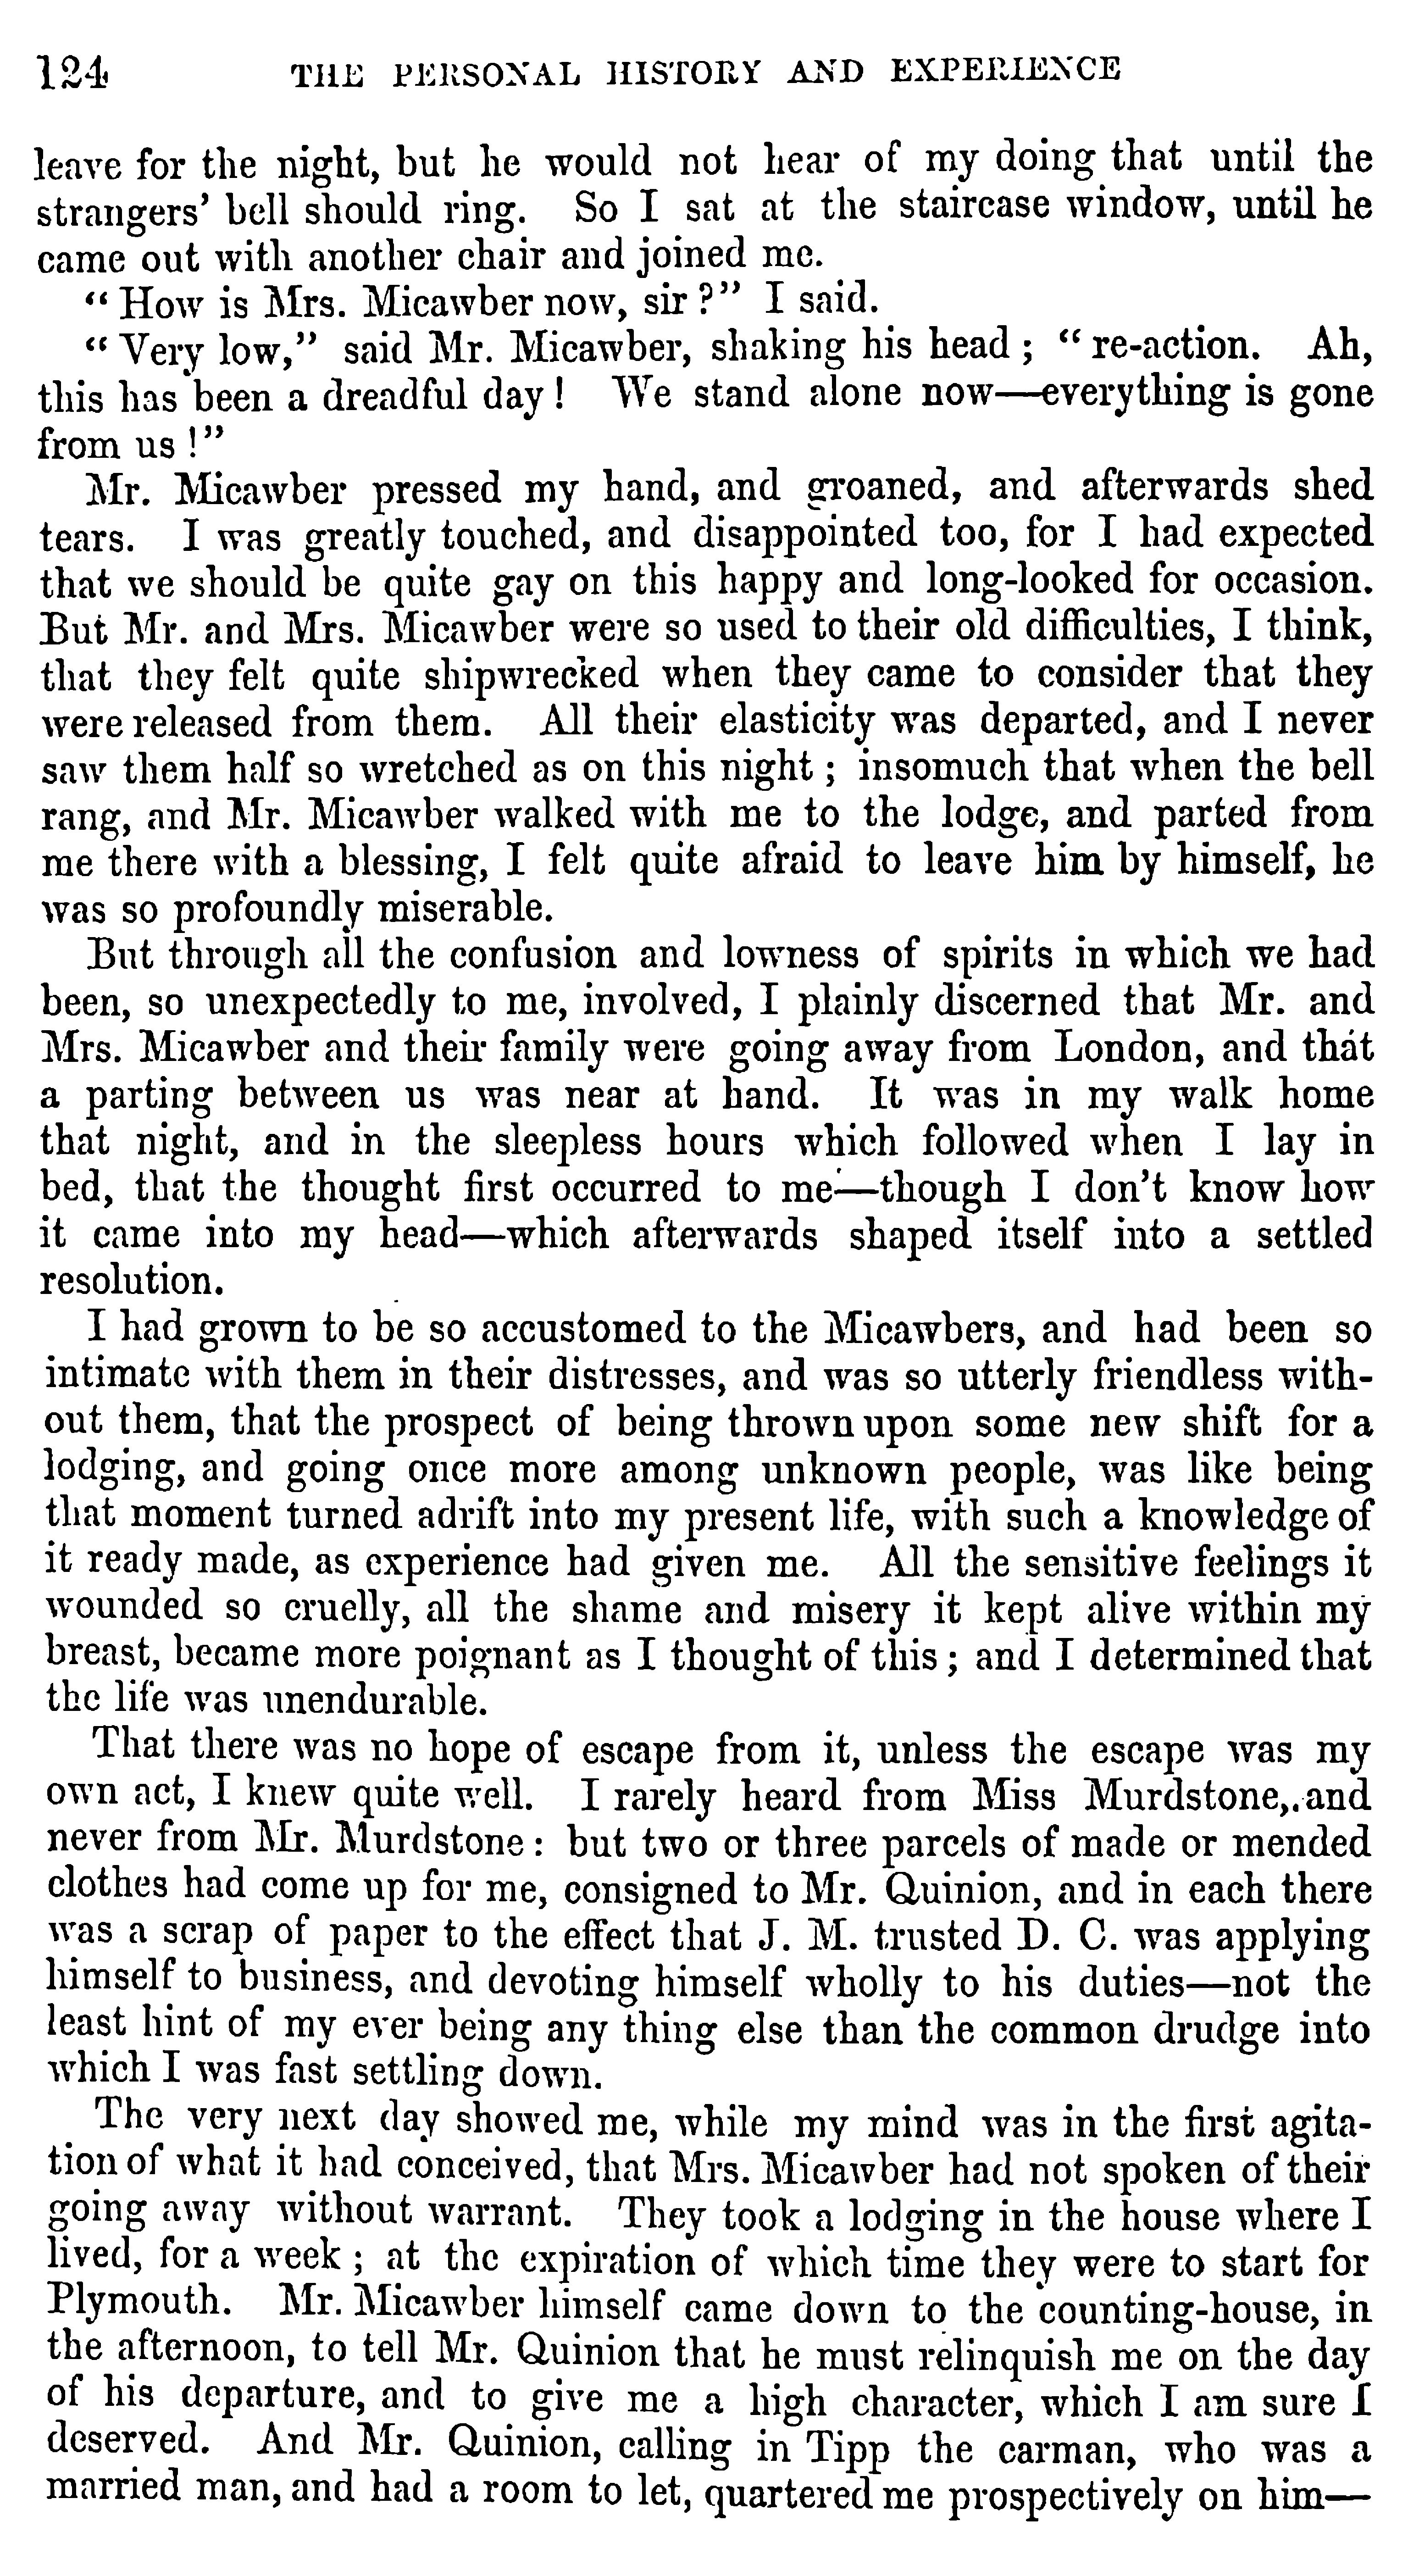 124 THE PERSONAL HISTORY AND EXPERIENCE
leave for the night, but he would not hear of my doing that until the
strangers' bell should ring. So I sat at the staircase window, until he
came out with another chair and joined me.
"How is Mrs. Micawber now, sir?" I said.
"Very low," said Mr. Micawber, shaking his head; "re-action. Ah,
this has been a dreadful day! We stand alone now—everything is gone
from us!"
Mr. Micawber pressed my hand, and groaned, and afterwards shed
tears. I was greatly touched, and disappointed too, for I had expected
that we should be quite gay on this happy and long-looked for occasion.
But Mr. and Mrs. Micawber were so used to their old difficulties, I think,
that they felt quite shipwrecked when they came to consider that they
were released from them. All their elasticity was departed, and I never
saw them half so wretched as on this night; insomuch that when the bell
rang, and Mr. Micawber walked with me to the lodge, and parted from
me there with a blessing, I felt quite afraid to leave him by himself, he
was so profoundly miserable.
But through all the confusion and lowness of spirits in which we had
been, so unexpectedly to me, involved, I plainly discerned that Mr. and
Mrs. Micawber and their family were going away from London, and that
a parting between us was near at hand. It was in my walk home
that night, and in the sleepless hours which followed when I lay in
bed, that the thought first occurred to me—though I don't know how
it came into my head—which afterwards shaped itself into a settled
resolution.
I had grown to be so accustomed to the Micawbers, and had been so
intimate with them in their distresses, and was so utterly friendless with-
out them, that the prospect of being thrown upon some new shift for a
lodging, and going once more among unknown people, was like being
that moment turned adrift into my present life, with such a knowledge of
it ready made, as experience had given me. All the sensitive feelings it
wounded so cruelly, all the shame and misery it kept alive within my
breast, became more poignant as I thought of this; and I determined that
the life was unendurable.
That there was no hope of escape from it, unless the escape was my
own act, I knew quite well. I rarely heard from Miss Murdstone, and
never from Mr. Murdstone: but two or three parcels of made or mended
clothes had come up for me, consigned to Mr. Quinion, and in each there
was a scrap of paper to the effect that J. M. trusted D. C. was applying
himself to business, and devoting himself wholly to his duties—not the
least hint of my ever being any thing else than the common drudge into
which I was fast settling down.
The very next day showed me, while my mind was in the first agita-
tion of what it had conceived, that Mrs. Micawber had not spoken of their
going away without warrant. They took a lodging in the house where I
lived, for a week; at the expiration of which time they were to start for
Plymouth. Mr. Micawber himself came down to the counting-house, in
the afternoon, to tell Mr. Quinion that he must relinquish me on the day
of his departure, and to give me a high character, which I am sure I
deserved. And Mr. Quinion, calling in Tipp the carman, who was a
married man, and had a room to let, quartered me prospectively on him—